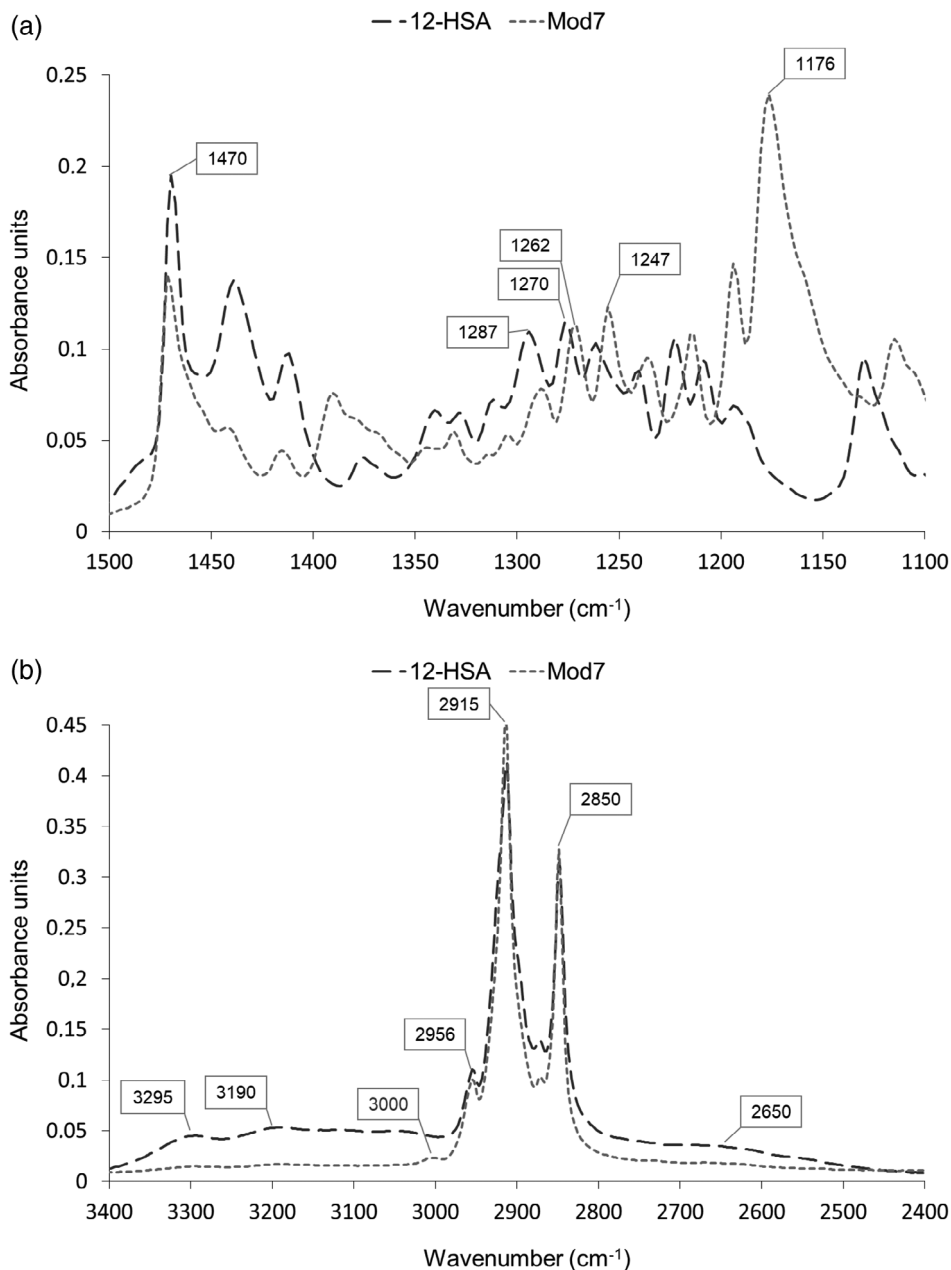 (a)
12-HSA Mod7
0.25
0.2
0.15
0.1
0.05
0
Absorbance units
1470
1287
1262
1270
1247
1176
1500 1450 1400 1350 1300 1250 1200 1150 1100
Wavenumber (cm-1)
(b)
12-HSA Mod7
0.45
0.4
0.35
0.3
0.25
0.2
0.15
0.1
0.05
0
Absorbance units
2915
2850
2956
3295
3190
3000
2650
3400 3300 3200 3100 3000 2900 2800 2700 2600 2500 2400
Wavenumber (cm-1)